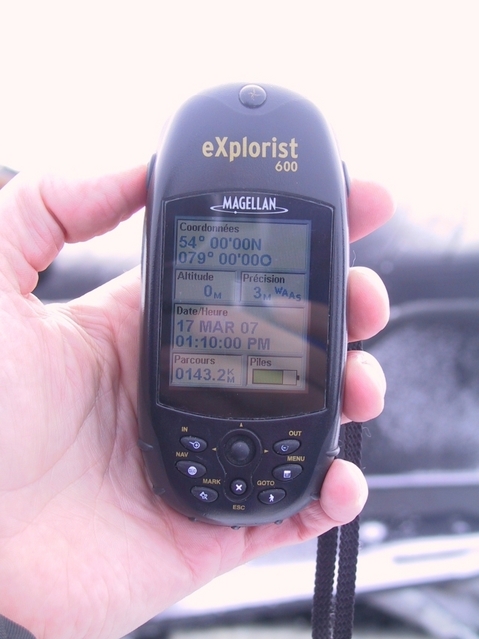 eXplorist
600
MAGELLAN
Coordonnées
54° 00'00N
079° 00'00O
Altitude
0M
Précision
3M WAAS
Date/Heure
17 MAR 07
01:10:00 PM
Parcours
0143.2KM
Piles
IN
OUT
NAV
MENU
MARK
GOTO
ESC